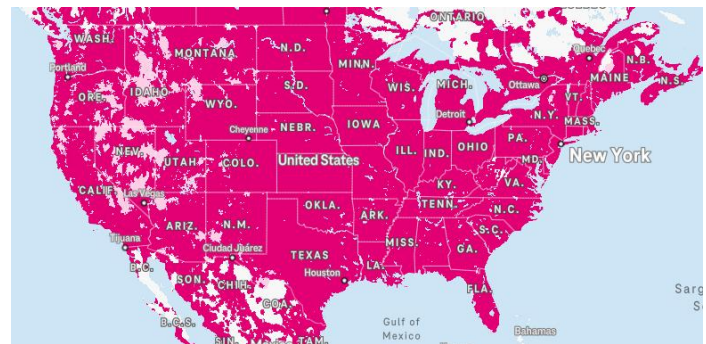 ONTARIO
WASH.
MONTANA
N.D.
MINN.
Quebec
N.B.
Portland
ORE.
IDAHO
S.D.
WIS.
MICH.
Ottawa
MAINE
N.S.
WYO.
VT.
Detroit
N.Y.
MASS.
Cheyenne
NEBR.
IOWA
PA.
NEV.
UTAH
COLO.
United States
ILL.
IND.
OHIO
MD.
New York
CALIF.
Las Vegas
KY.
VA.
OKLA.
ARK.
TENN.
N.C.
ARIZ.
N.M.
S.C.
Tijuana
Ciudad Juárez
TEXAS
MISS.
GA.
B.C.
SON.
CHIH.
Houston
LA.
FLA.
COA.
B.C.S.
Gulf of
Mexico
Bahamas
SIN.
TAM.